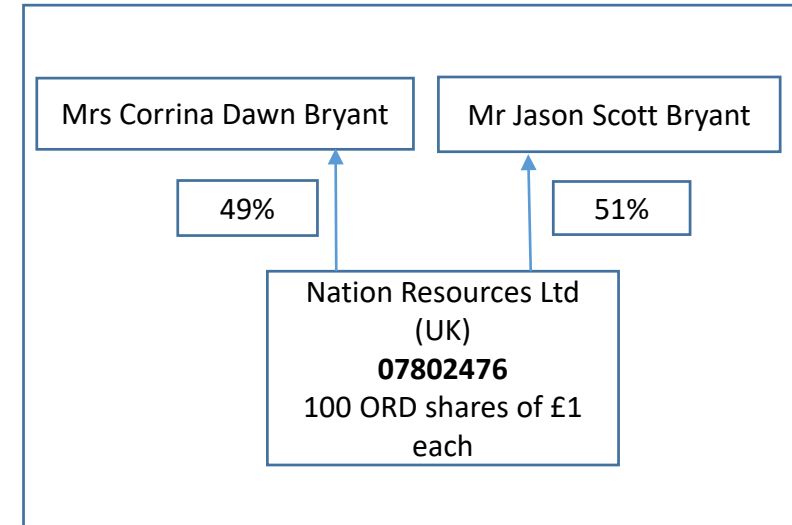 Mrs Corrina Dawn Bryant
Mr Jason Scott Bryant
49%
51%
Nation Resources Ltd
(UK)
07802476
100 ORD shares of £1
each